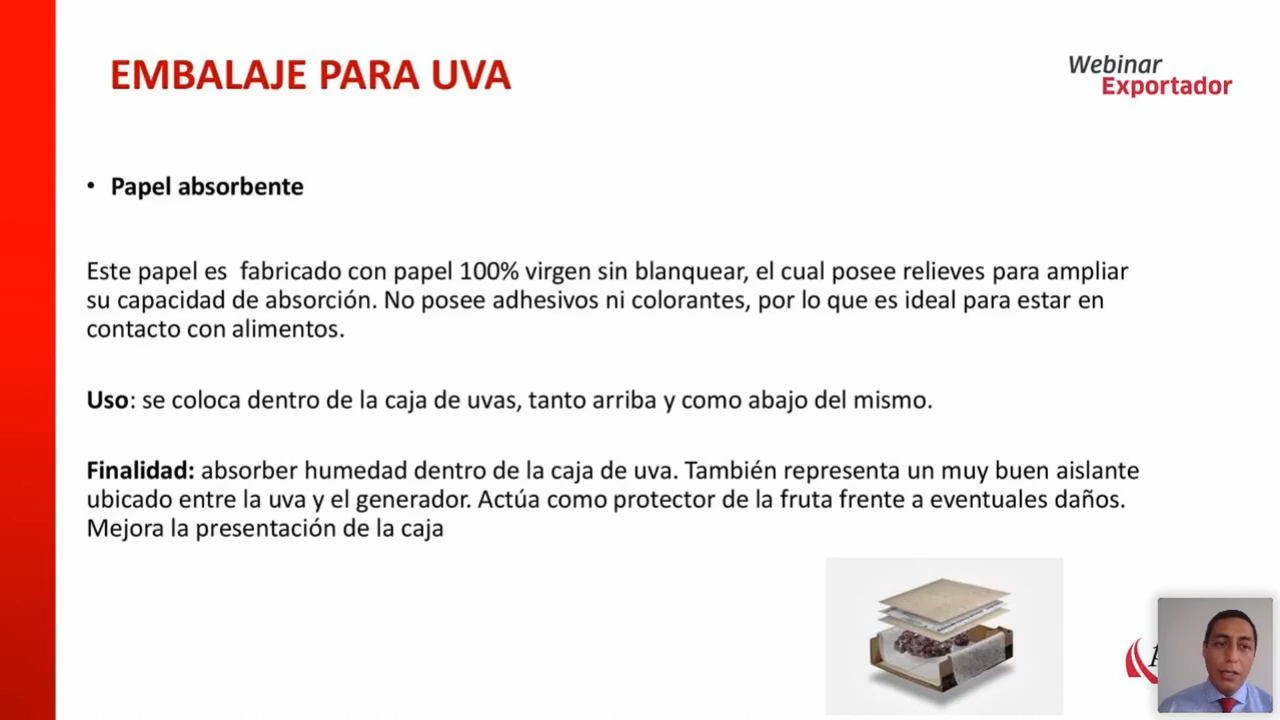 EMBALAJE PARA UVA
Webinar
Exportador
• Papel absorbente
Este papel es fabricado con papel 100% virgen sin blanquear, el cual posee relieves para ampliar
su capacidad de absorción. No posee adhesivos ni colorantes, por lo que es ideal para estar en
contacto con alimentos.
Uso: se coloca dentro de la caja de uvas, tanto arriba y como abajo del mismo.
Finalidad: absorber humedad dentro de la caja de uva. También representa un muy buen aislante
ubicado entre la uva y el generador. Actúa como protector de la fruta frente a eventuales daños.
Mejora la presentación de la caja